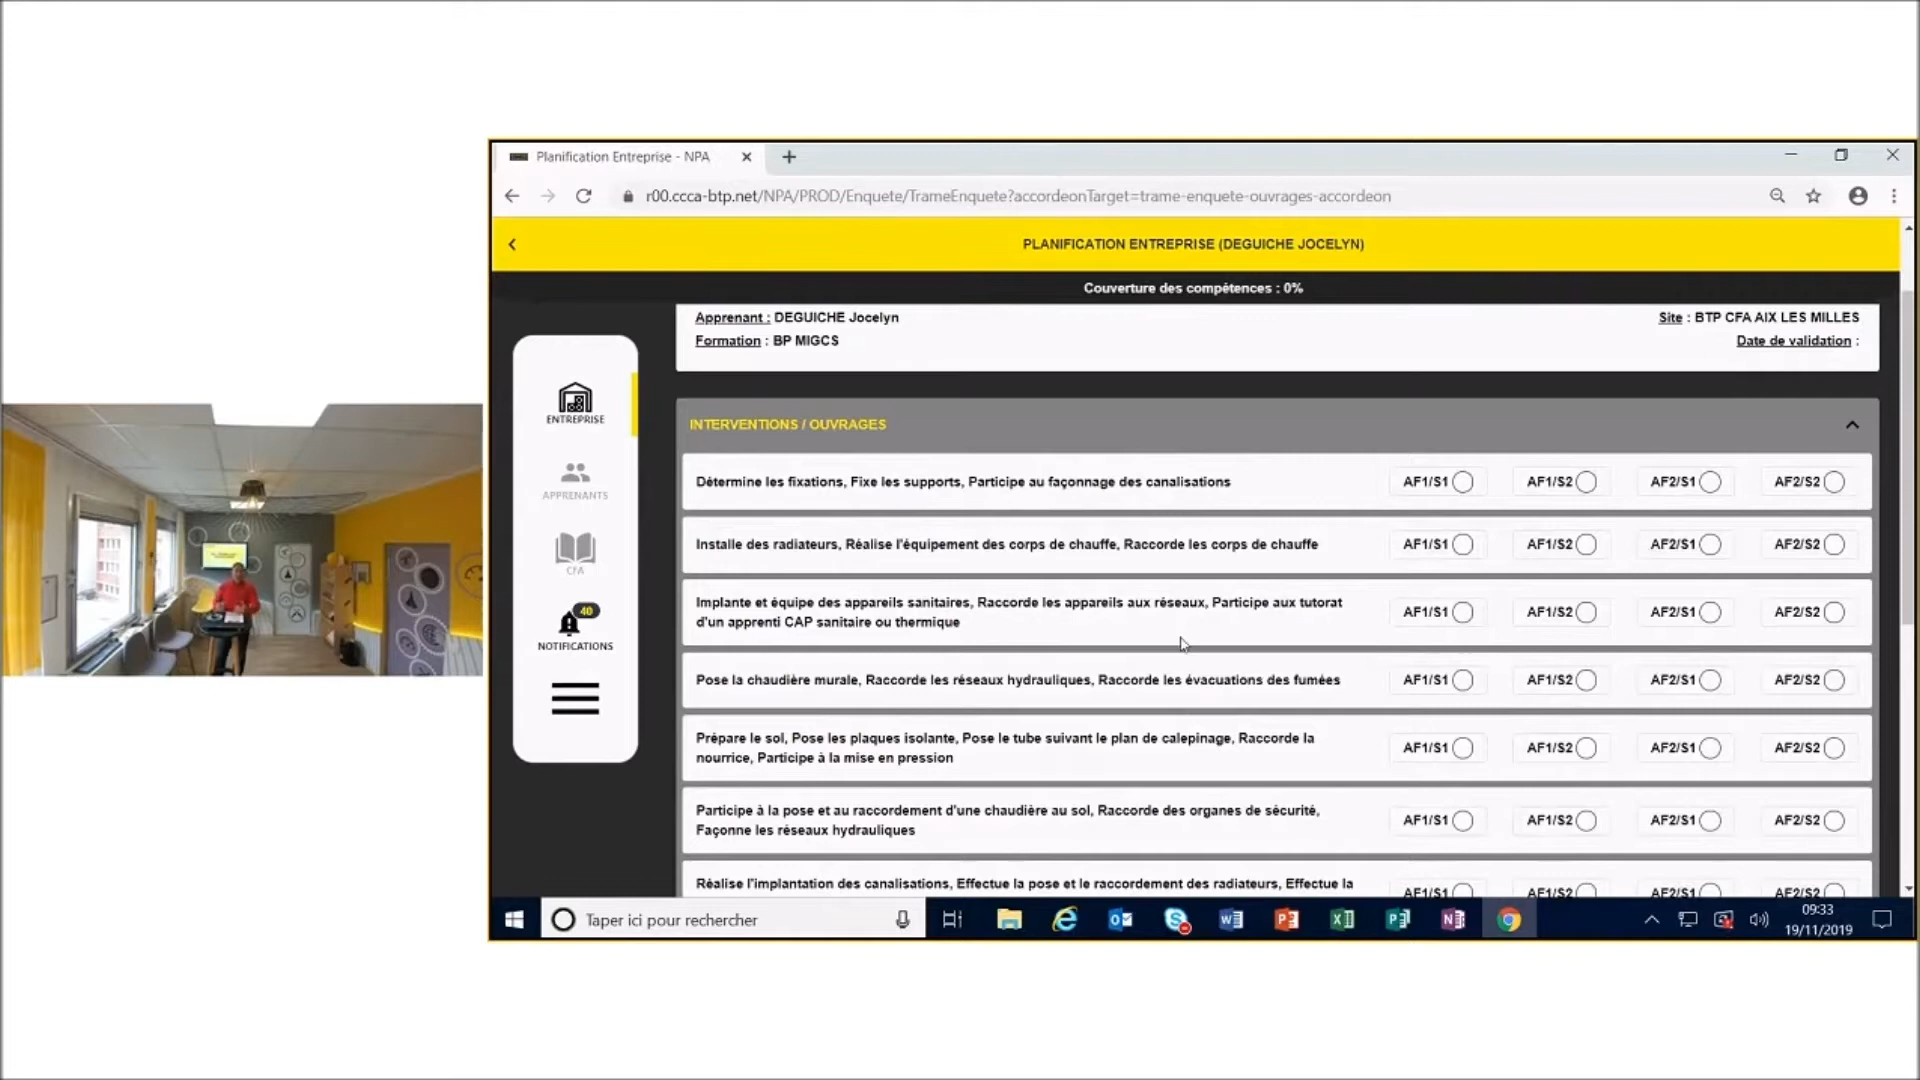 Planification Entreprise - NPA
r00.ccca-btp.net/NPA/PROD/Enquete/TrameEnquete?accordeonTarget=trame-enquete-ouvrages-accordeon
PLANIFICATION ENTREPRISE (DEGUICHE JOCELYN)
Couverture des compétences : 0%
Apprenant : DEGUICHE Jocelyn
Site : BTP CFA AIX LES MILLES
Formation : BP MIGCS
Date de validation :
ENTREPRISE
APPRENANTS
CFA
40
NOTIFICATIONS
INTERVENTIONS / OUVRAGES
Détermine les fixations, Fixe les supports, Participe au façonnage des canalisations
AF1/S1 AF1/S2 AF2/S1 AF2/S2
Installe des radiateurs, Réalise l'équipement des corps de chauffe, Raccorde les corps de chauffe
AF1/S1 AF1/S2 AF2/S1 AF2/S2
Implante et équipe des appareils sanitaires, Raccorde les appareils aux réseaux, Participe aux tutorat
d'un apprenti CAP sanitaire ou thermique
AF1/S1 AF1/S2 AF2/S1 AF2/S2
Pose la chaudière murale, Raccorde les réseaux hydrauliques, Raccorde les évacuations des fumées
AF1/S1 AF1/S2 AF2/S1 AF2/S2
Prépare le sol, Pose les plaques isolante, Pose le tube suivant le plan de calepinage, Raccorde la
nourrice, Participe à la mise en pression
AF1/S1 AF1/S2 AF2/S1 AF2/S2
Participe à la pose et au raccordement d'une chaudière au sol, Raccorde des organes de sécurité,
Façonne les réseaux hydrauliques
AF1/S1 AF1/S2 AF2/S1 AF2/S2
Réalise l'implantation des canalisations, Effectue la pose et le raccordement des radiateurs, Effectue la
AF1/S1 AF1/S2 AF2/S1 AF2/S2
Taper ici pour rechercher
09:33
19/11/2019